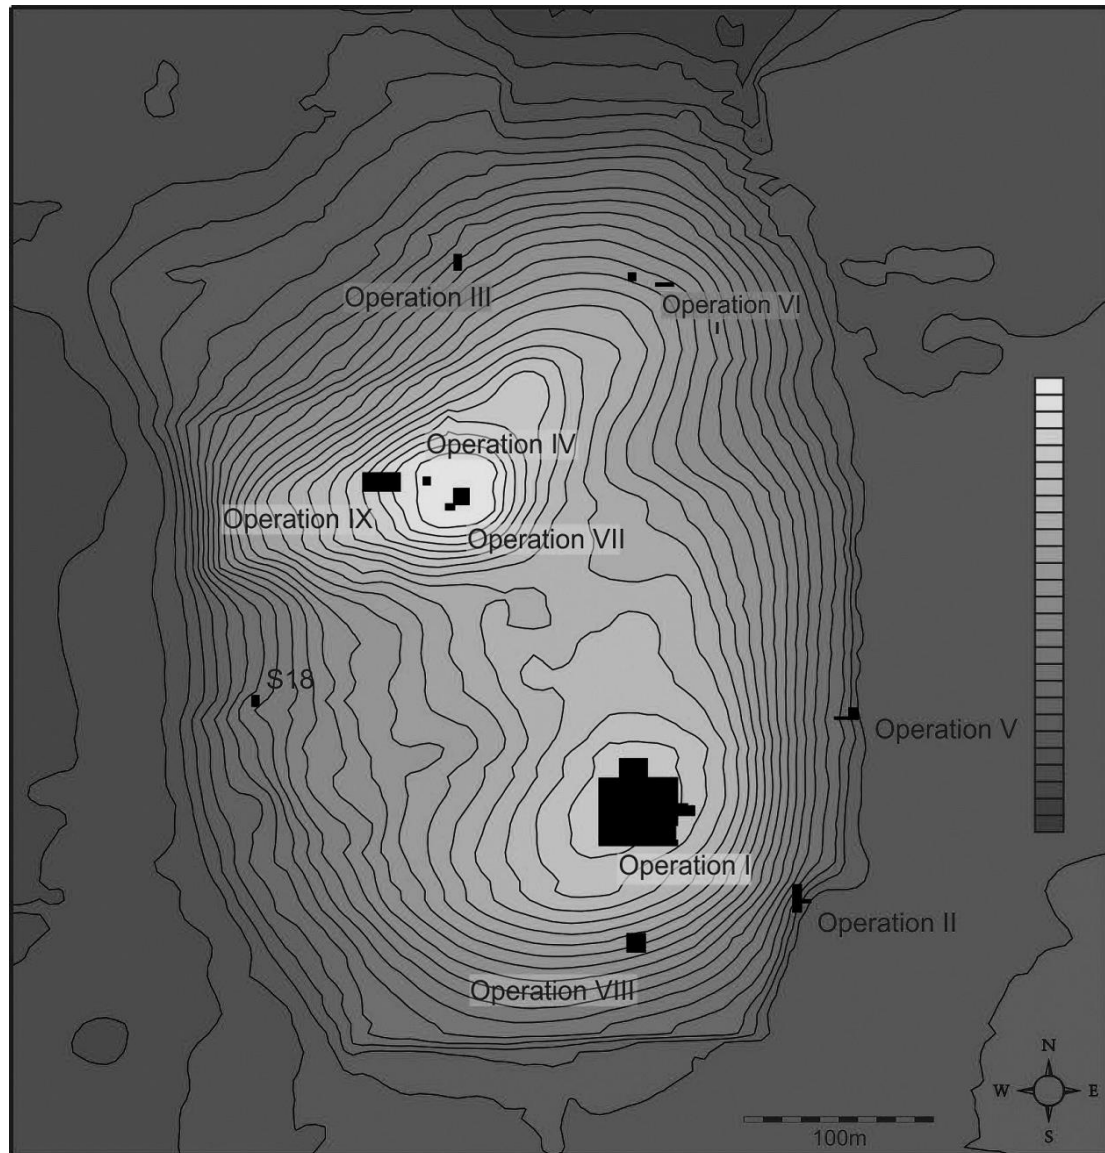 Operation III
Operation VI
Operation IV
Operation IX
Operation VII
S18
Operation V
Operation I
Operation II
Operation VIII
N
W E
S
100m